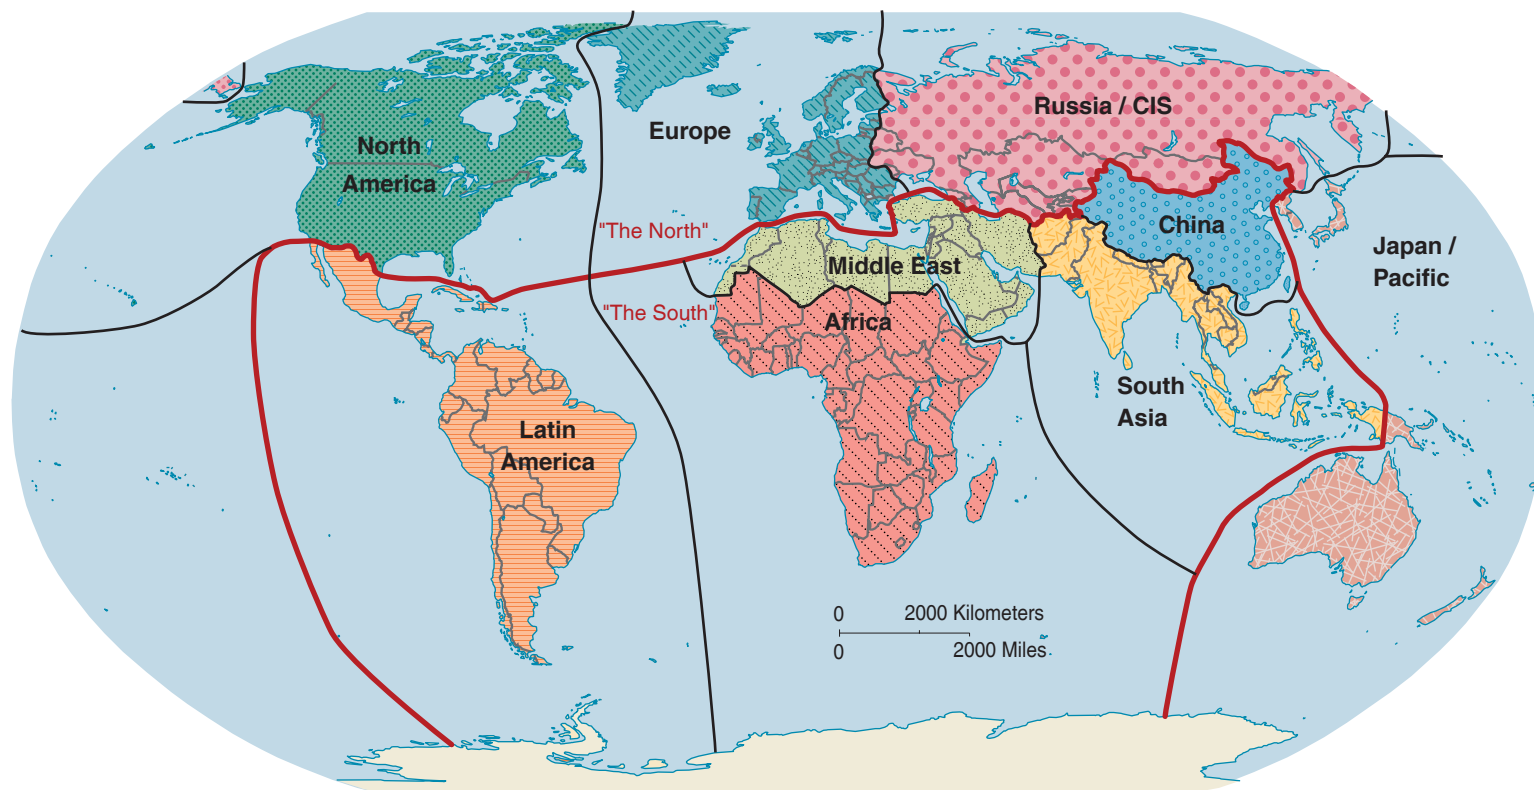 Russia / CIS
Europe
North
America
China
"The North"
Japan /
Pacific
Middle East
"The South"
Africa
South
Asia
Latin
America
0 2000 Kilometers
0 2000 Miles